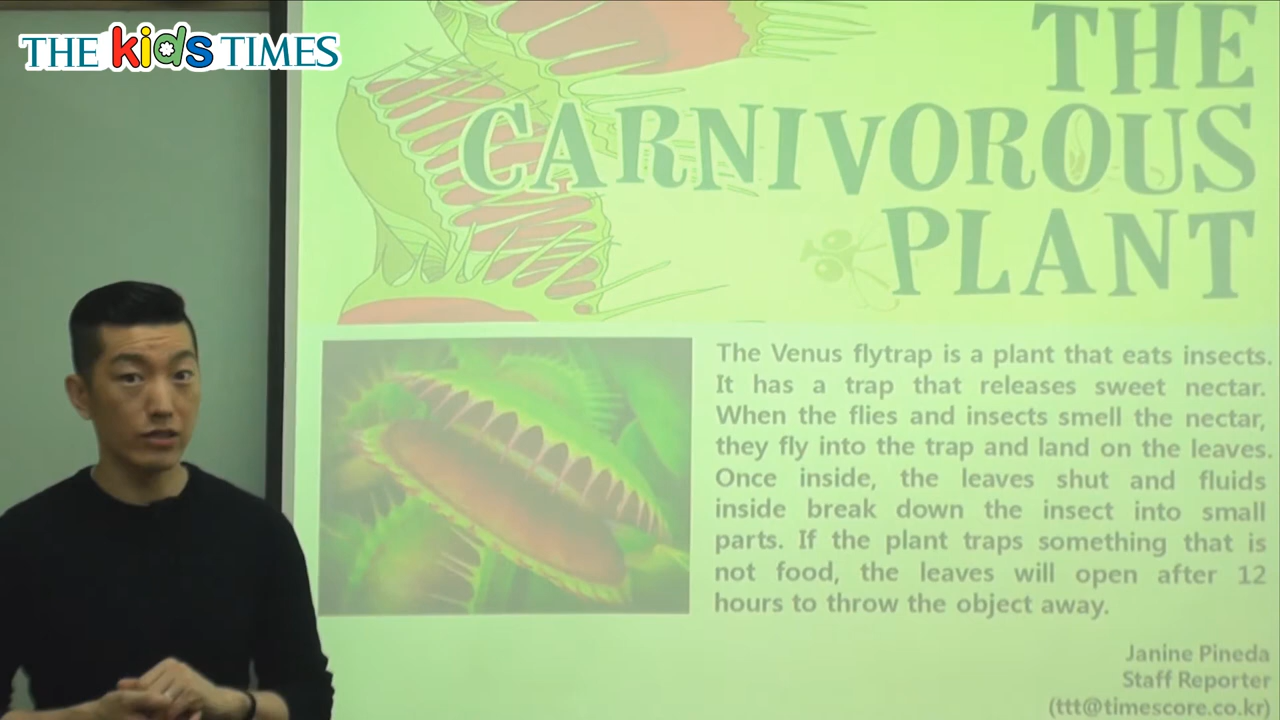 THE kids TIMES
THE
CARNIVOROUS
PLANT
The Venus flytrap is a plant that eats insects.
It has a trap that releases sweet nectar.
When the flies and insects smell the nectar,
they fly into the trap and land on the leaves.
Once inside, the leaves shut and fluids
inside break down the insect into small
parts. If the plant traps something that is
not food, the leaves will open after 12
hours to throw the object away.
Janine Pineda
Staff Reporter
(ttt@timescore.co.kr)